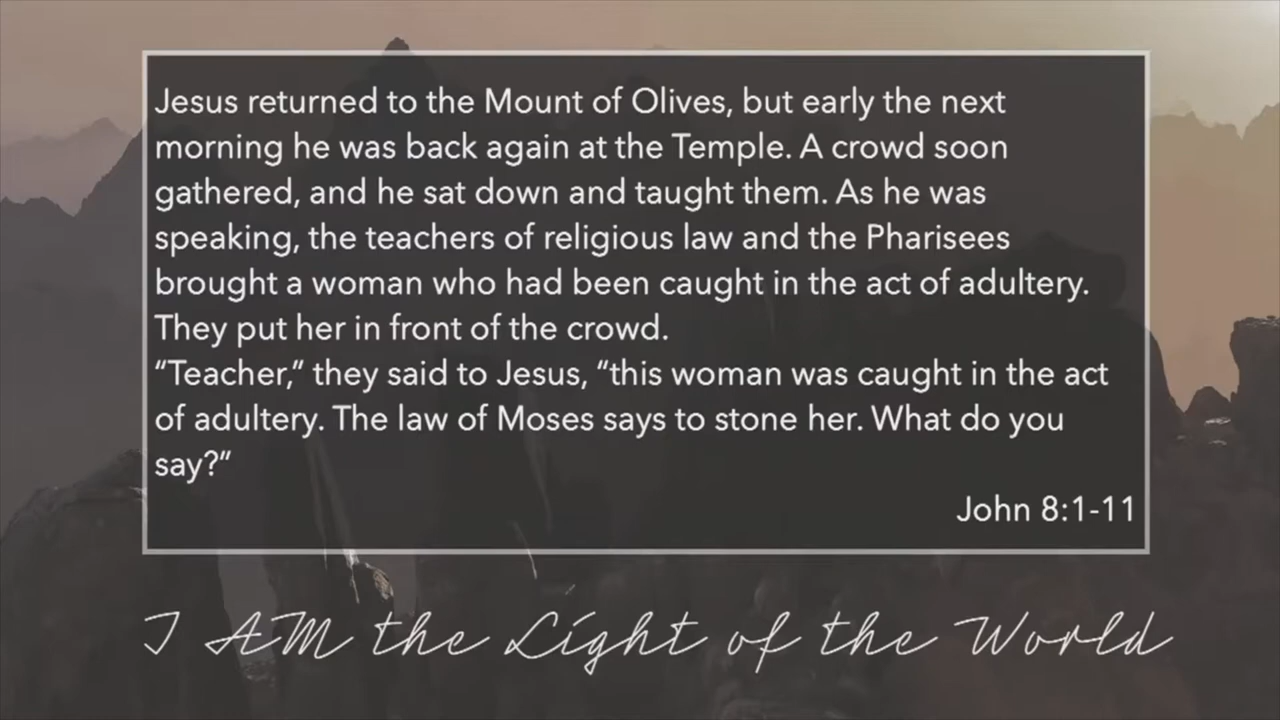 Jesus returned to the Mount of Olives, but early the next
morning he was back again at the Temple. A crowd soon
gathered, and he sat down and taught them. As he was
speaking, the teachers of religious law and the Pharisees
brought a woman who had been caught in the act of adultery.
They put her in front of the crowd.
“Teacher,” they said to Jesus, “this woman was caught in the act
of adultery. The law of Moses says to stone her. What do you
say?”
John 8:1-11
I AM the Light of the World